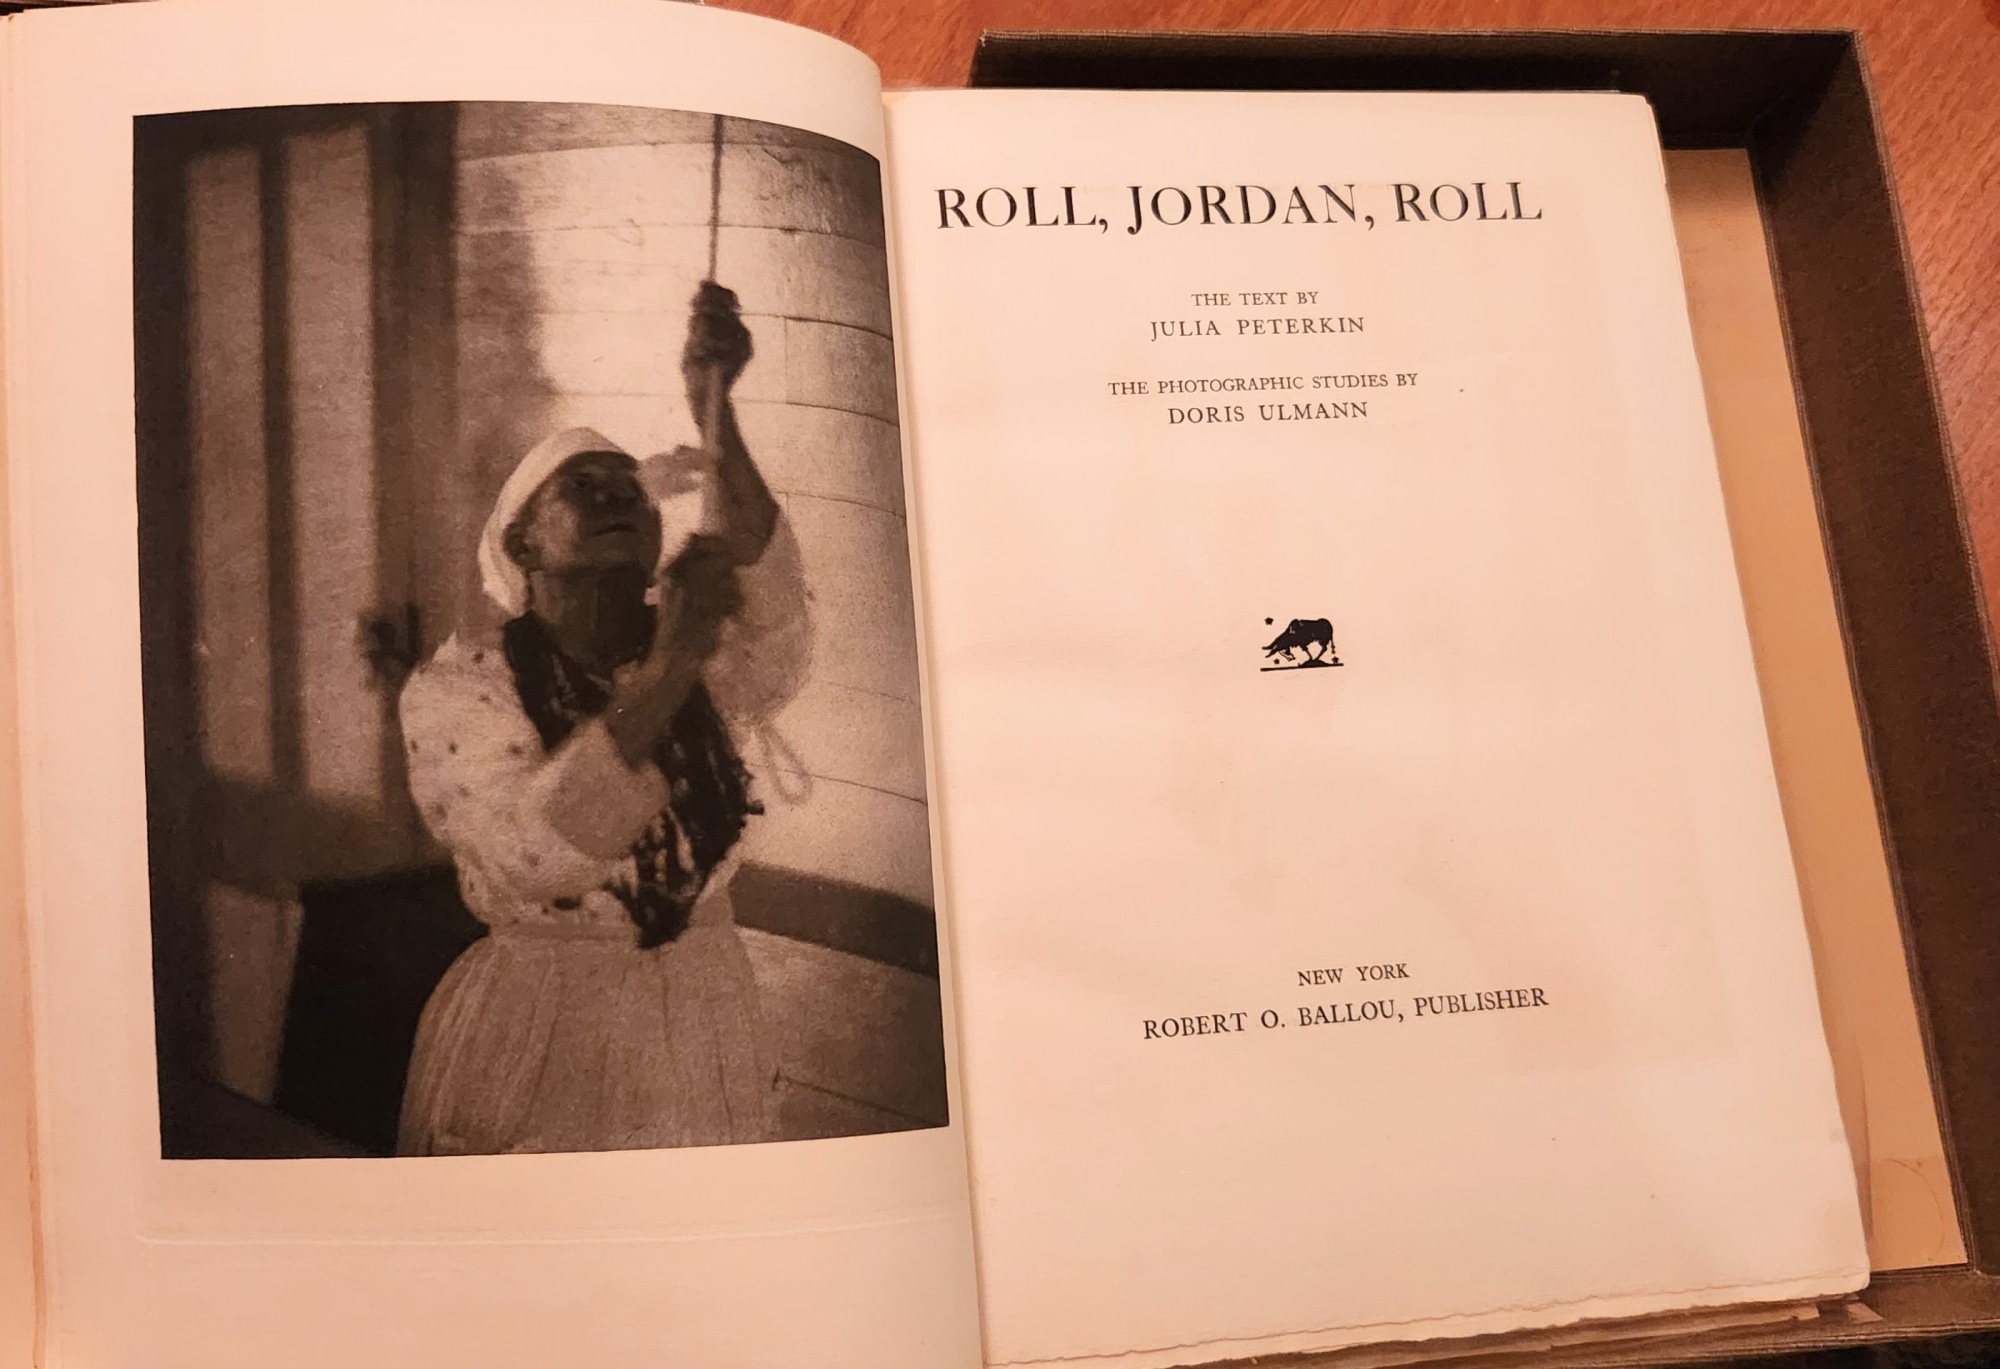 ROLL, JORDAN, ROLL
THE TEXT BY
JULIA PETERKIN
THE PHOTOGRAPHIC STUDIES BY
DORIS ULMANN
NEW YORK
ROBERT O. BALLOU, PUBLISHER